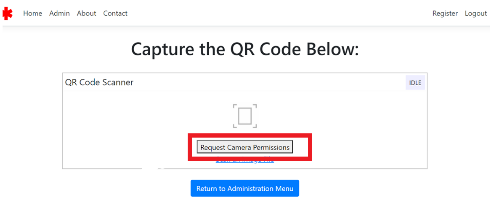 Home Admin About Contact Register Logout
Capture the QR Code Below:
QR Code Scanner IDLE
Request Camera Permissions
Return to Administration Menu